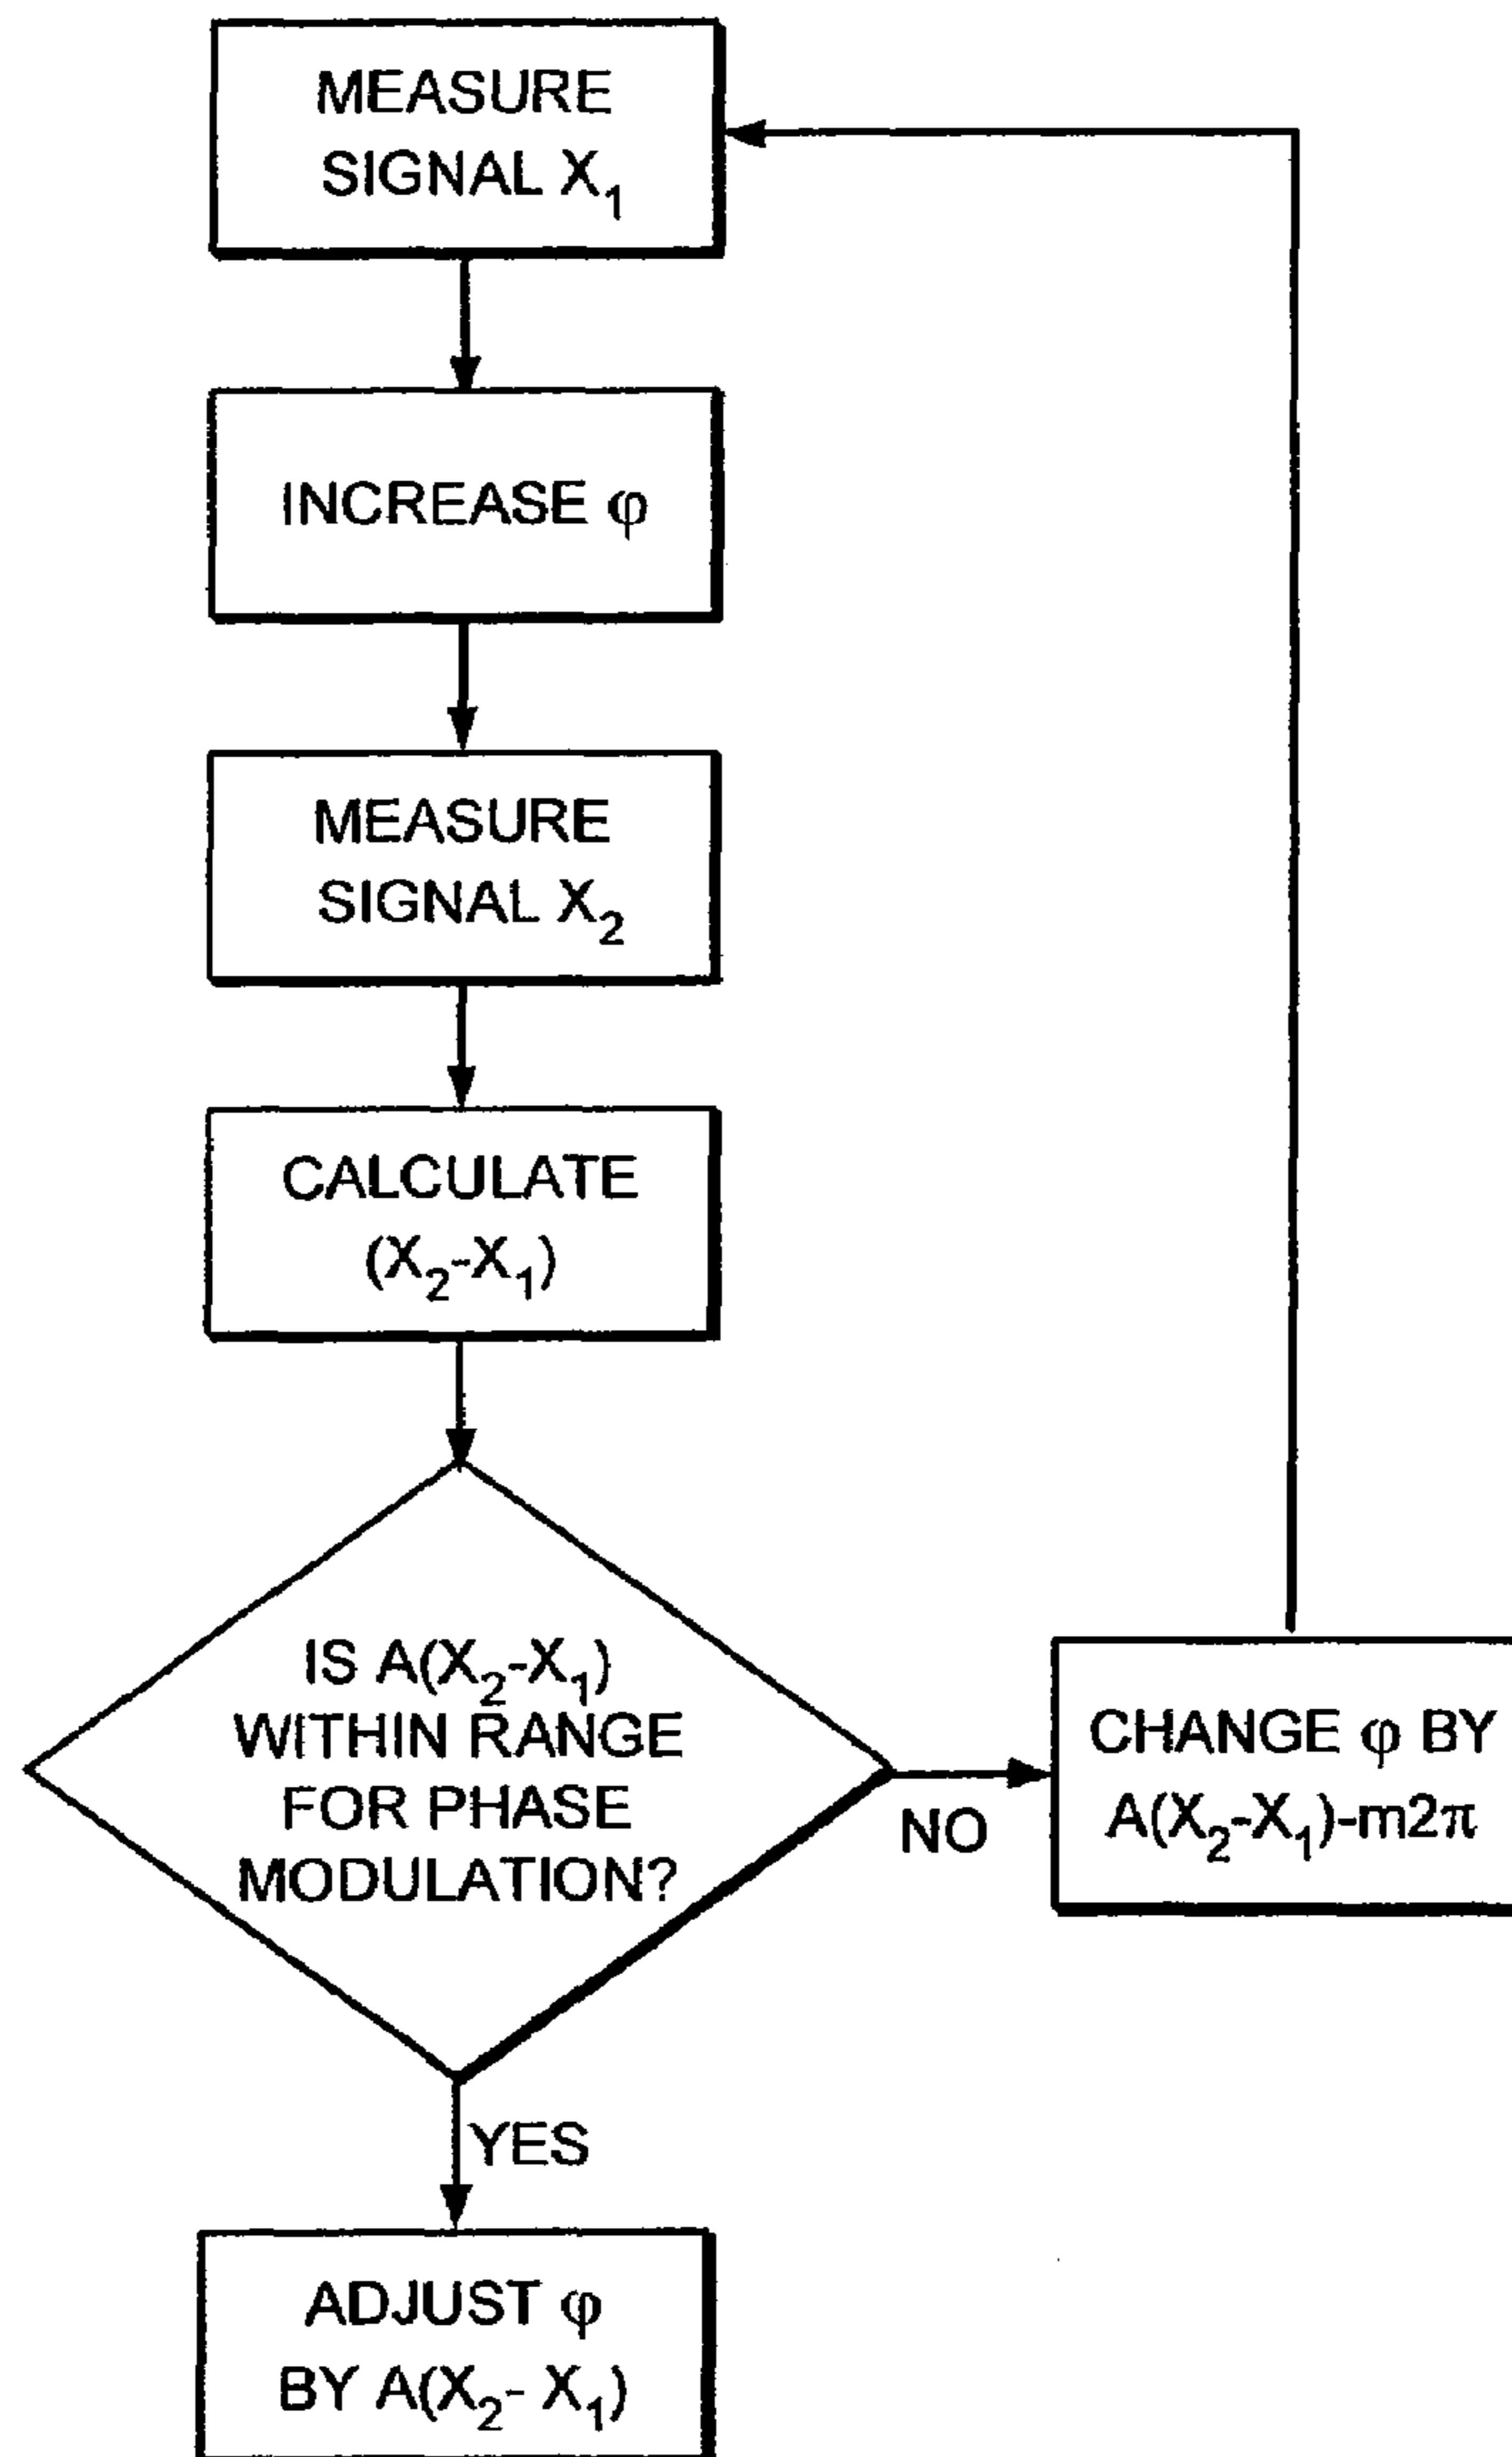 MEASURE
SIGNAL X₁
INCREASE φ
MEASURE
SIGNAL X₂
CALCULATE
(X₂-X₁)
IS A(X₂-X₁)
WITHIN RANGE
FOR PHASE
MODULATION?
NO
CHANGE φ BY
A(X₂-X₁)-m2π
YES
ADJUST φ
BY A(X₂- X₁)